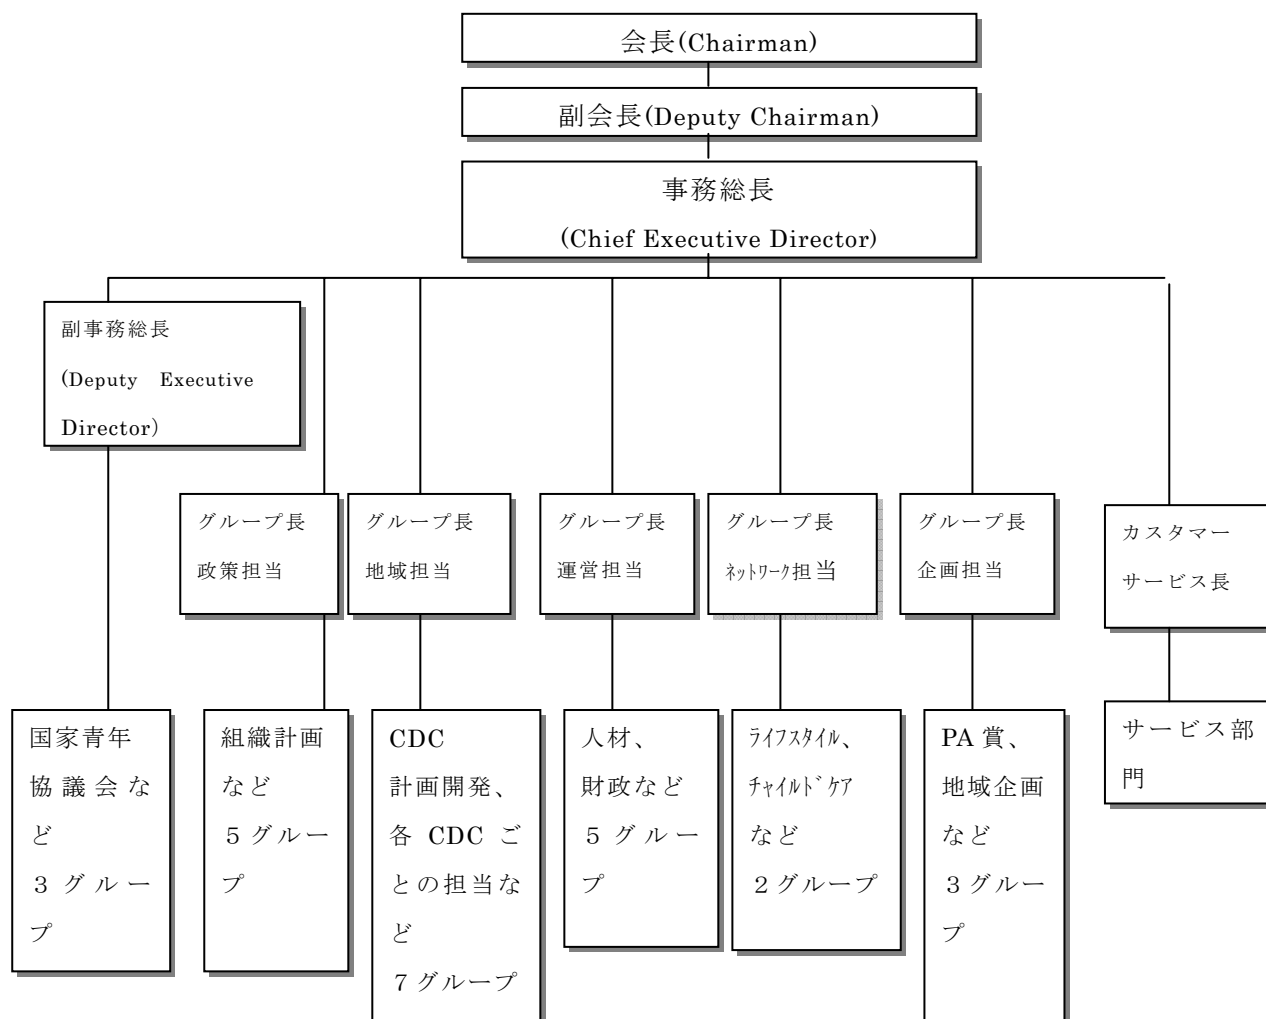 会長(Chairman)
副会長(Deputy Chairman)
事務総長
(Chief Executive Director)
副事務総長
(Deputy Executive
Director)
グループ長
政策担当
グループ長
地域担当
グループ長
運営担当
グループ長
ﾈｯﾄﾜｰｸ担当
グループ長
企画担当
カスタマー
サービス長
国家青年
協議会な
ど
３グルー
プ
組織計画
など
５グルー
プ
CDC
計画開発、
各 CDC ご
との担当な
ど
７グループ
人材、
財政など
５グルー
プ
ﾗｲﾌｽﾀｲﾙ、
ﾁｬｲﾙﾄﾞｹｱ
など
２グループ
PA 賞、
地域企画
など
３グルー
プ
サービス部
門